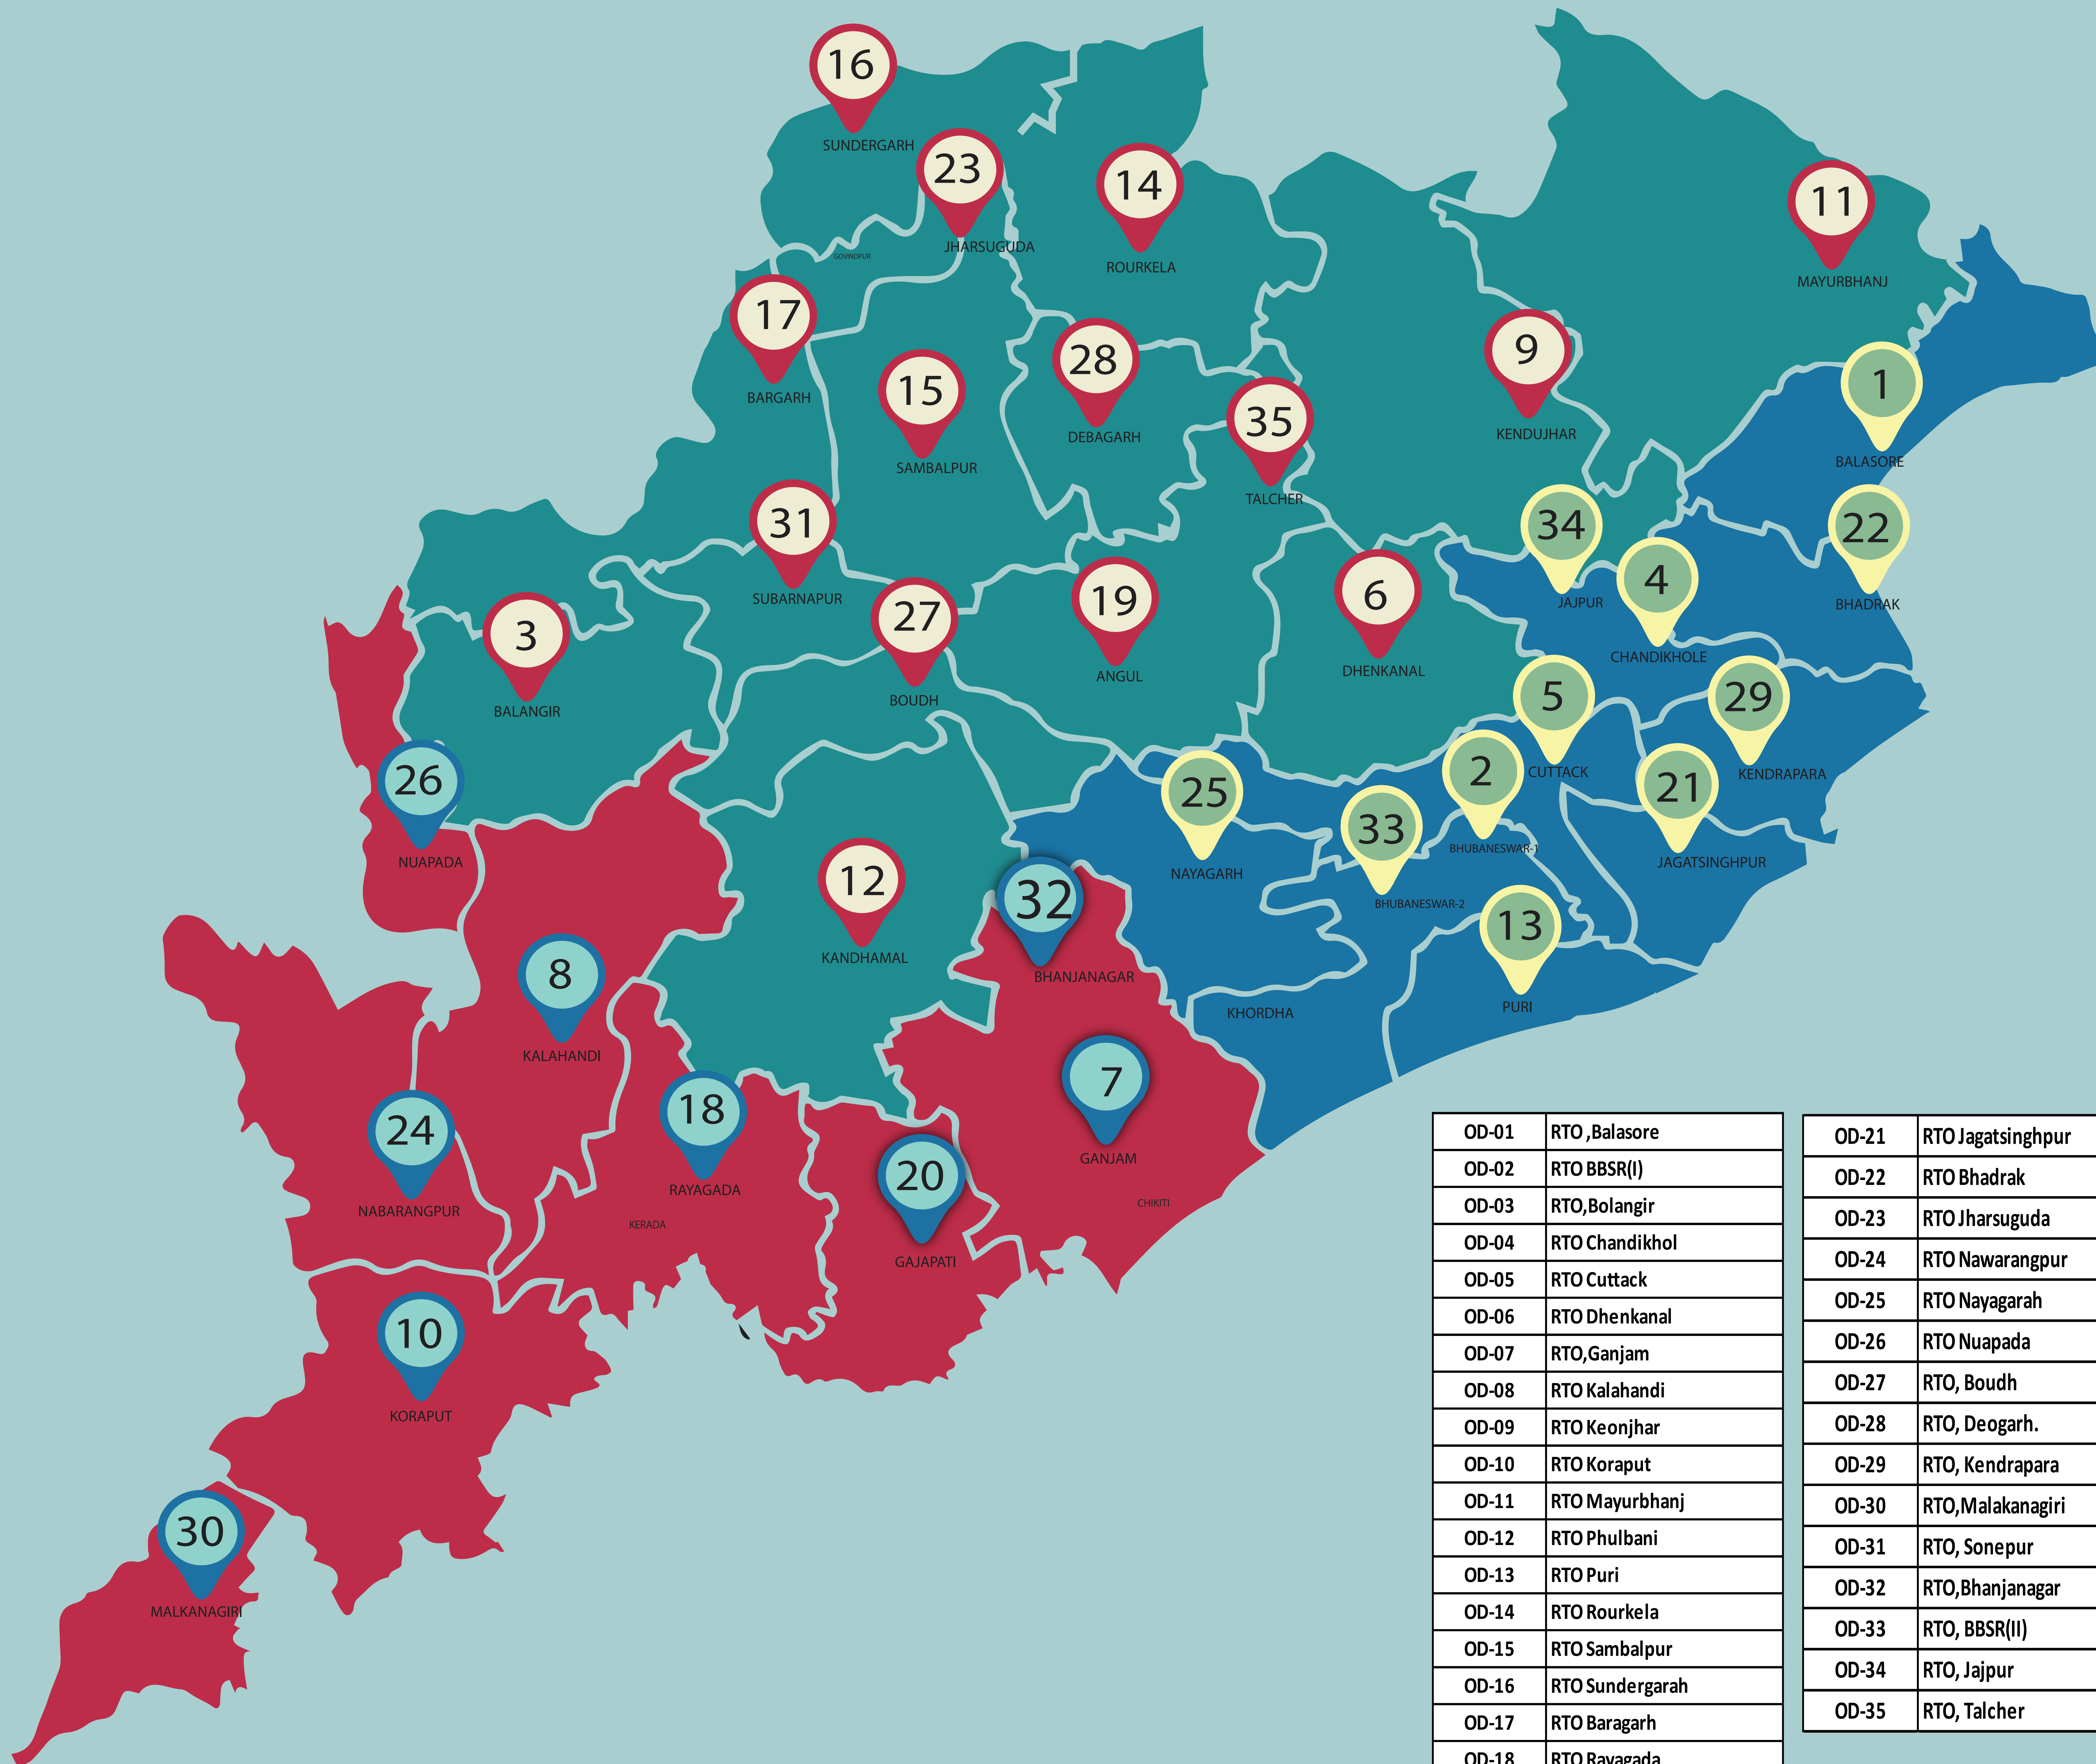 16
SUNDERGARH
23
JHARSUGUDA
14
ROURKELA
11
MAYURBHANJ
GOVINDPUR
17
BARGARH
15
SAMBALPUR
28
DEBAGARH
35
TALCHER
9
KENDUJHAR
1
BALASORE
31
SUBARNAPUR
34
JAJPUR
22
BHADRAK
4
CHANDIKHOLE
3
BALANGIR
27
BOUDH
19
ANGUL
6
DHENKANAL
5
CUTTACK
29
KENDRAPARA
26
NUAPADA
25
NAYAGARH
2
BHUBANESWAR-1
21
JAGATSINGHPUR
33
BHUBANESWAR-2
12
KANDHAMAL
32
BHANJANAGAR
13
PURI
8
KALAHANDI
KHORDHA
7
GANJAM
24
NABARANGPUR
18
RAYAGADA
20
GAJAPATI
KERADA
CHIKITI
10
KORAPUT
30
MALKANAGIRI
OD-01 RTO ,Balasore
OD-02 RTO BBSR(I)
OD-03 RTO,Bolangir
OD-04 RTO Chandikhol
OD-05 RTO Cuttack
OD-06 RTO Dhenkanal
OD-07 RTO,Ganjam
OD-08 RTO Kalahandi
OD-09 RTO Keonjhar
OD-10 RTO Koraput
OD-11 RTO Mayurbhanj
OD-12 RTO Phulbani
OD-13 RTO Puri
OD-14 RTO Rourkela
OD-15 RTO Sambalpur
OD-16 RTO Sundergarah
OD-17 RTO Baragarh
OD-18 RTO Rayagada
OD-21 RTO Jagatsinghpur
OD-22 RTO Bhadrak
OD-23 RTO Jharsuguda
OD-24 RTO Nawarangpur
OD-25 RTO Nayagarah
OD-26 RTO Nuapada
OD-27 RTO, Boudh
OD-28 RTO, Deogarh.
OD-29 RTO, Kendrapara
OD-30 RTO,Malakanagiri
OD-31 RTO, Sonepur
OD-32 RTO,Bhanjanagar
OD-33 RTO, BBSR(II)
OD-34 RTO, Jajpur
OD-35 RTO, Talcher